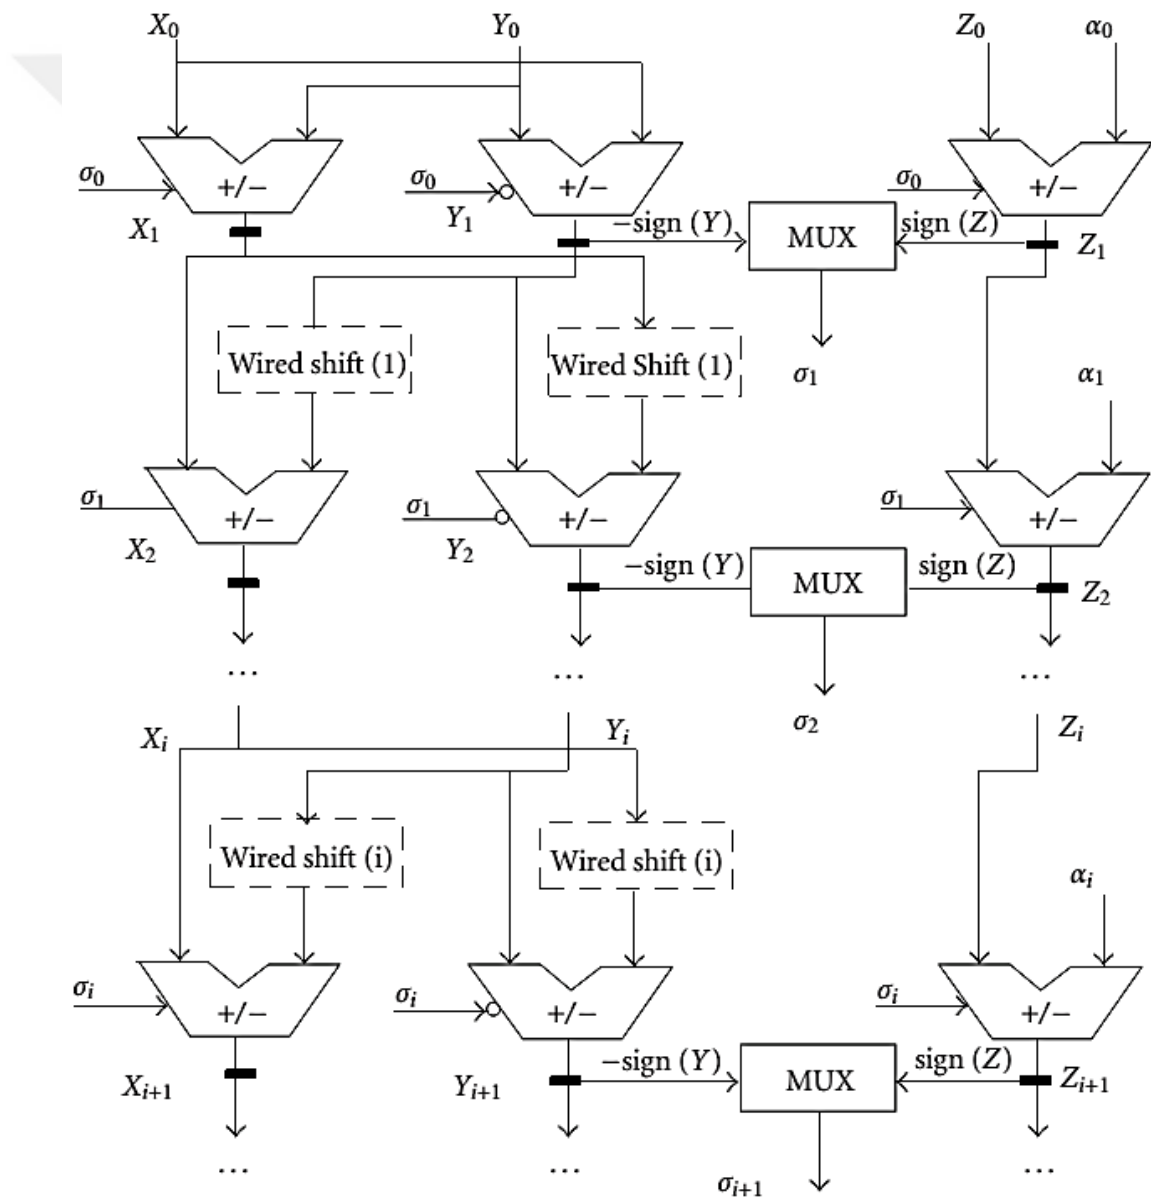 X₀ Y₀ Z₀ α₀
+/− +/− +/−
σ₀ σ₀ σ₀
X₁ Y₁ −sign (Y) MUX sign (Z) Z₁
Wired shift (1) Wired Shift (1) σ₁ α₁
+/− +/− +/−
σ₁ σ₁ σ₁
X₂ Y₂ −sign (Y) MUX sign (Z) Z₂
... ... ...
σ₂
Xᵢ Yᵢ Zᵢ
Wired shift (i) Wired shift (i) αᵢ
σᵢ +/− σᵢ +/− σᵢ +/−
Xᵢ₊₁ Yᵢ₊₁ −sign (Y) MUX sign (Z) Zᵢ₊₁
... ... ...
σᵢ₊₁